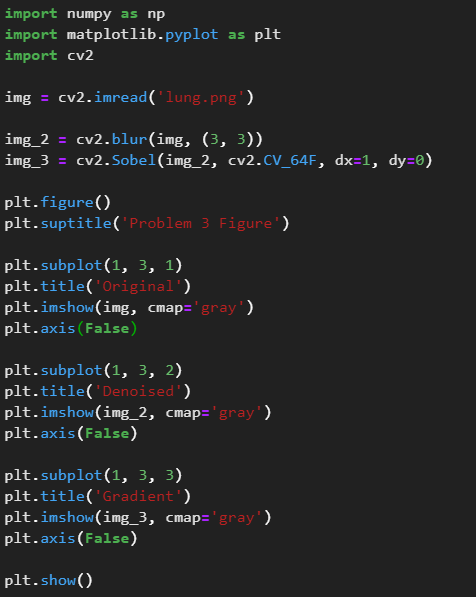 import numpy as np
import matplotlib.pyplot as plt
import cv2

img = cv2.imread('lung.png')

img_2 = cv2.blur(img, (3, 3))
img_3 = cv2.Sobel(img_2, cv2.CV_64F, dx=1, dy=0)

plt.figure()
plt.suptitle('Problem 3 Figure')

plt.subplot(1, 3, 1)
plt.title('Original')
plt.imshow(img, cmap='gray')
plt.axis(False)

plt.subplot(1, 3, 2)
plt.title('Denoised')
plt.imshow(img_2, cmap='gray')
plt.axis(False)

plt.subplot(1, 3, 3)
plt.title('Gradient')
plt.imshow(img_3, cmap='gray')
plt.axis(False)

plt.show()